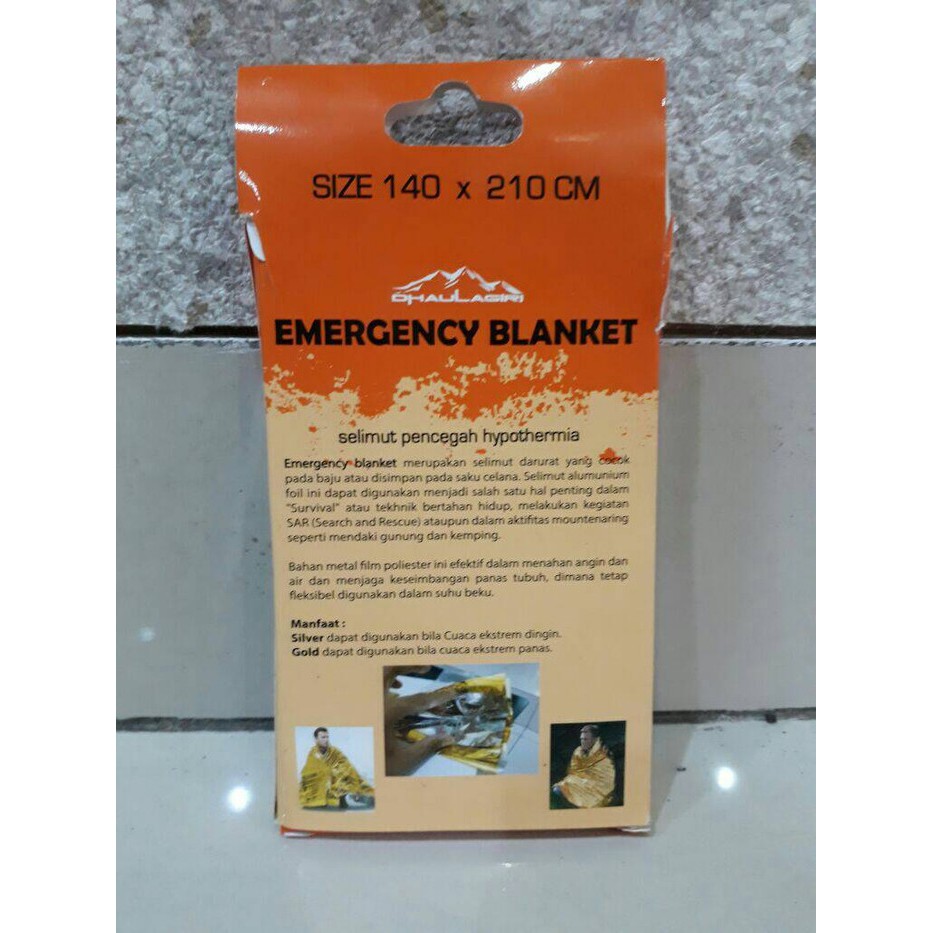 SIZE 140 x 210 CM
DHAULAGIRI
EMERGENCY BLANKET
selimut pencegah hypothermia
Emergency blanket merupakan selimut darurat yang cocok
pada baju atau disimpan pada saku celana. Selimut alumunium
foil ini dapat digunakan menjadi salah satu hal penting dalam
"Survival" atau tekhnik bertahan hidup, melakukan kegiatan
SAR (Search and Rescue) ataupun dalam aktifitas mountenaring
seperti mendaki gunung dan kemping.
Bahan metal film poliester ini efektif dalam menahan angin dan
air dan menjaga keseimbangan panas tubuh, dimana tetap
fleksibel digunakan dalam suhu beku.
Manfaat :
Silver dapat digunakan bila Cuaca ekstrem dingin.
Gold dapat digunakan bila cuaca ekstrem panas.